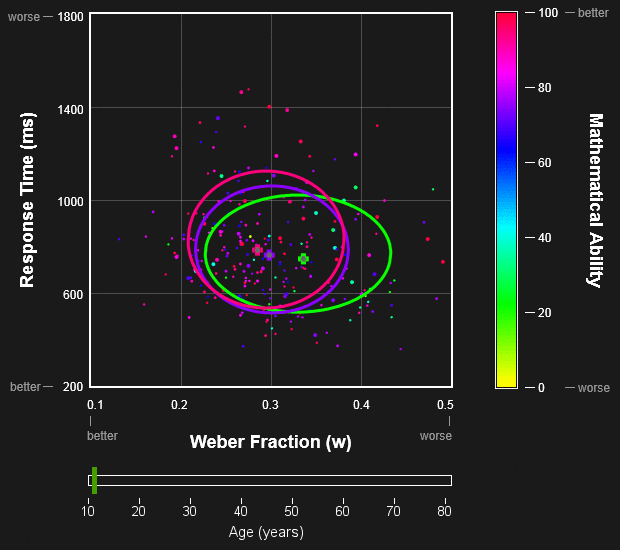 worse
1800
1400
1000
600
better
200
Response Time (ms)
0.1
0.2
0.3
0.4
0.5
better
Weber Fraction (w)
worse
100
better
80
60
40
20
0
worse
Mathematical Ability
10
20
30
40
50
60
70
80
Age (years)